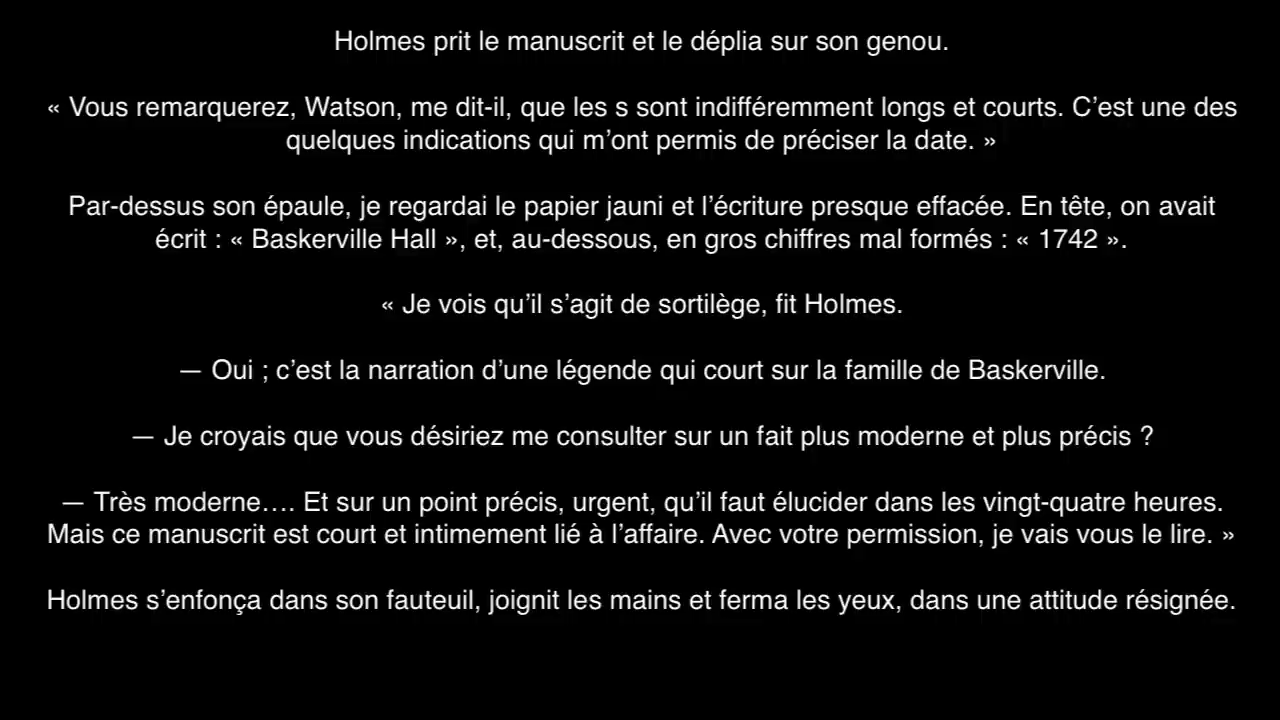 Holmes prit le manuscrit et le déplia sur son genou.
« Vous remarquerez, Watson, me dit-il, que les s sont indifféremment longs et courts. C’est une des
quelques indications qui m’ont permis de préciser la date. »
Par-dessus son épaule, je regardai le papier jauni et l’écriture presque effacée. En tête, on avait
écrit : « Baskerville Hall », et, au-dessous, en gros chiffres mal formés : « 1742 ».
« Je vois qu’il s’agit de sortilège, fit Holmes.
— Oui ; c’est la narration d’une légende qui court sur la famille de Baskerville.
— Je croyais que vous désiriez me consulter sur un fait plus moderne et plus précis ?
— Très moderne…. Et sur un point précis, urgent, qu’il faut élucider dans les vingt-quatre heures.
Mais ce manuscrit est court et intimement lié à l’affaire. Avec votre permission, je vais vous le lire. »
Holmes s’enfonça dans son fauteuil, joignit les mains et ferma les yeux, dans une attitude résignée.